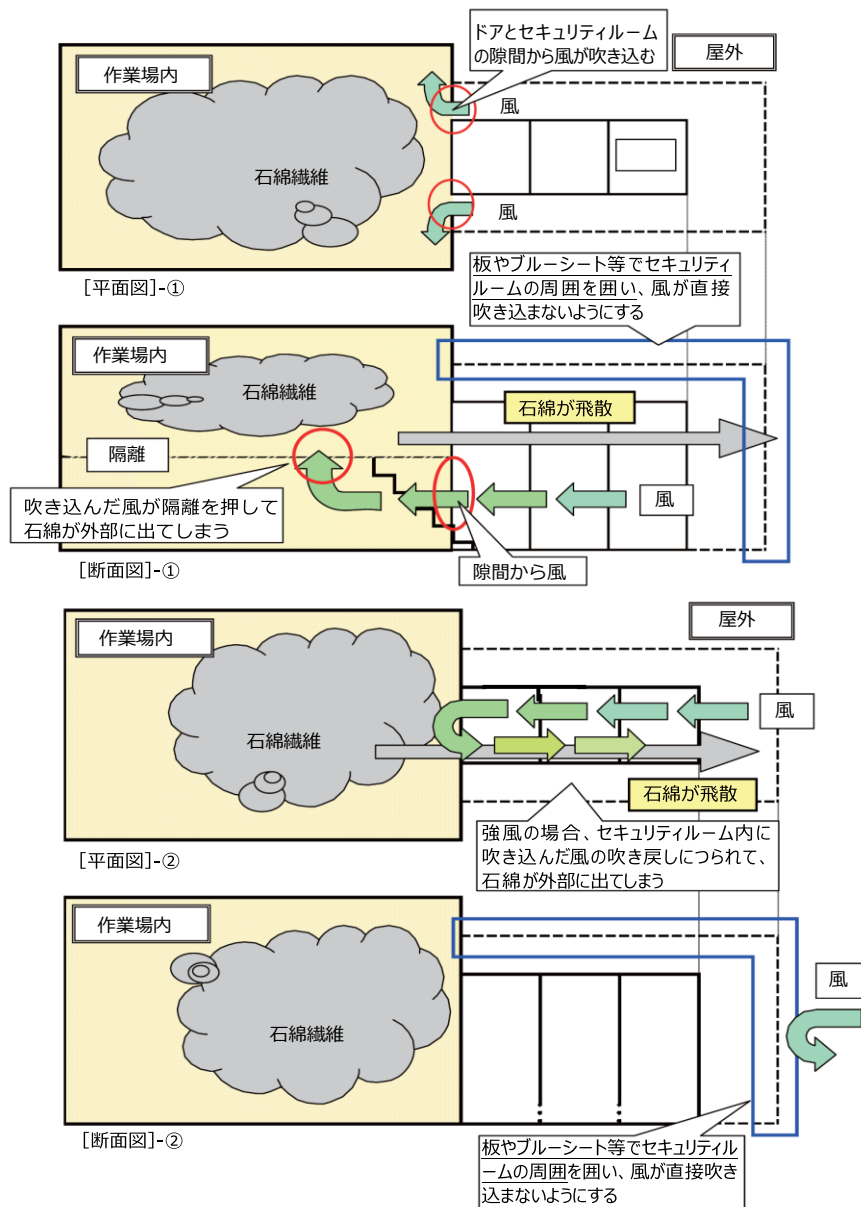 ドアとセキュリティルーム
の隙間から風が吹き込む
屋外
作業場内
風
石綿繊維
風
[平面図]-①
板やブルーシート等でセキュリティ
ルームの周囲を囲い、風が直接
吹き込まないようにする
作業場内
石綿繊維
石綿が飛散
隔離
吹き込んだ風が隔離を押して
石綿が外部に出てしまう
風
隙間から風
[断面図]-①
作業場内
屋外
石綿繊維
風
石綿が飛散
強風の場合、セキュリティルーム内に
吹き込んだ風の吹き戻しにつられて、
石綿が外部に出てしまう
[平面図]-②
作業場内
風
石綿繊維
[断面図]-②
板やブルーシート等でセキュリティル
ームの周囲を囲い、風が直接吹き
込まないようにする